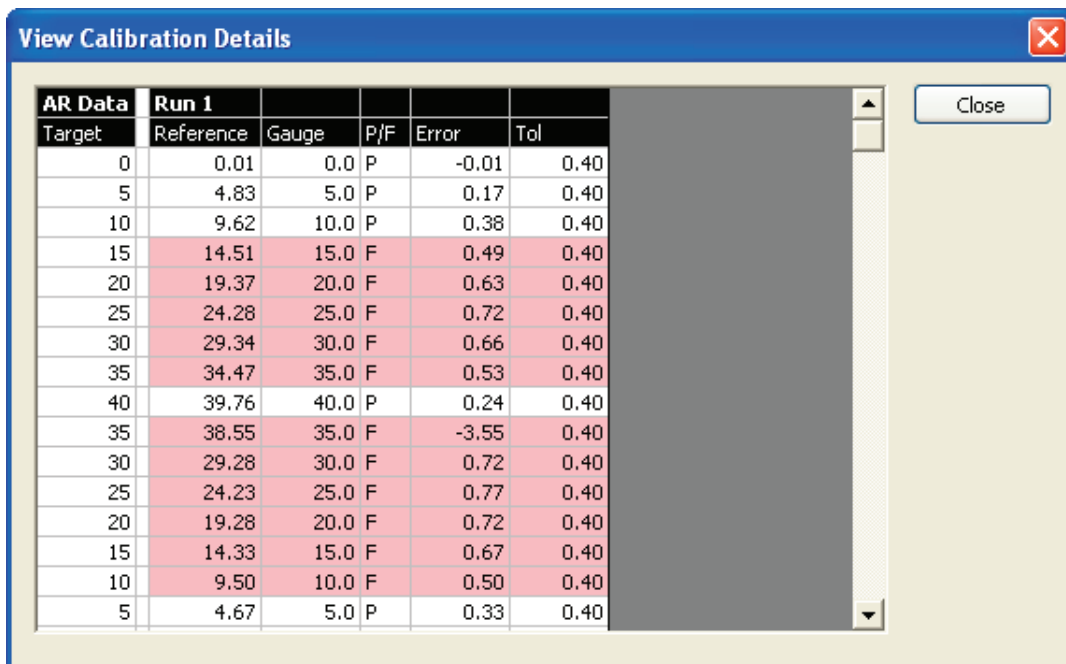 View Calibration Details
AR Data Run 1
Target Reference Gauge P/F Error Tol
0 0.01 0.0 P -0.01 0.40
5 4.83 5.0 P 0.17 0.40
10 9.62 10.0 P 0.38 0.40
15 14.51 15.0 F 0.49 0.40
20 19.37 20.0 F 0.63 0.40
25 24.28 25.0 F 0.72 0.40
30 29.34 30.0 F 0.66 0.40
35 34.47 35.0 F 0.53 0.40
40 39.76 40.0 P 0.24 0.40
35 38.55 35.0 F -3.55 0.40
30 29.28 30.0 F 0.72 0.40
25 24.23 25.0 F 0.77 0.40
20 19.28 20.0 F 0.72 0.40
15 14.33 15.0 F 0.67 0.40
10 9.50 10.0 F 0.50 0.40
5 4.67 5.0 P 0.33 0.40
Close